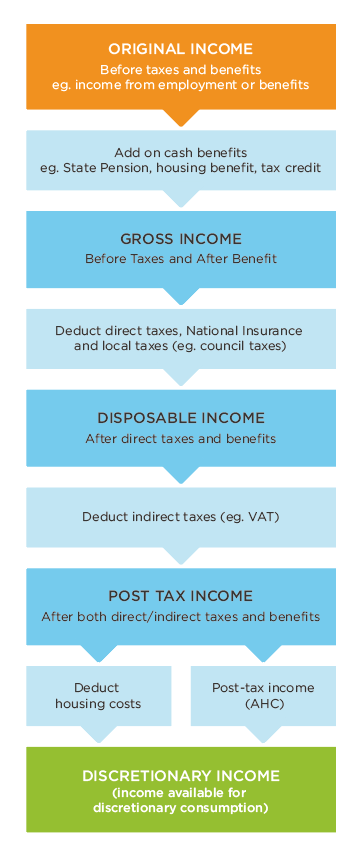 ORIGINAL INCOME
Before taxes and benefits
eg. income from employment or benefits
Add on cash benefits
eg. State Pension, housing benefit, tax credit
GROSS INCOME
Before Taxes and After Benefit
Deduct direct taxes, National Insurance
and local taxes (eg. council taxes)
DISPOSABLE INCOME
After direct taxes and benefits
Deduct indirect taxes (eg. VAT)
POST TAX INCOME
After both direct/indirect taxes and benefits
Deduct
housing costs
Post-tax income
(AHC)
DISCRETIONARY INCOME
(income available for
discretionary consumption)